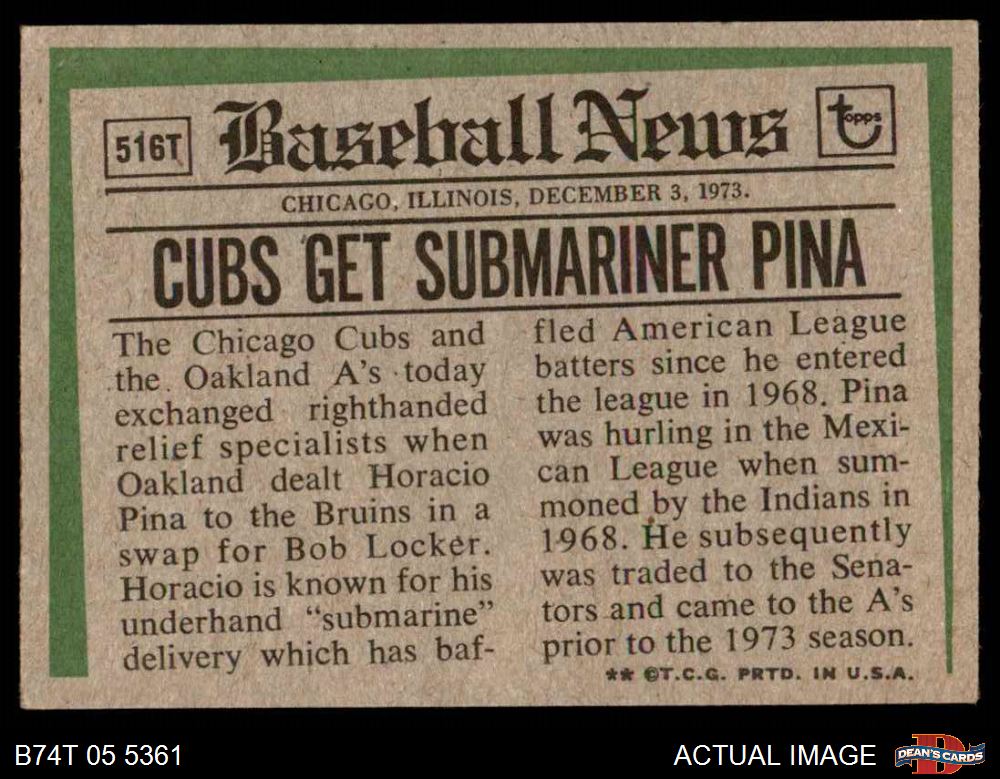 516T
Baseball News
topps
CHICAGO, ILLINOIS, DECEMBER 3, 1973.
CUBS GET SUBMARINER PINA
The Chicago Cubs and
the Oakland A's today
exchanged righthanded
relief specialists when
Oakland dealt Horacio
Pina to the Bruins in a
swap for Bob Locker.
Horacio is known for his
underhand "submarine"
delivery which has baf-
fled American League
batters since he entered
the league in 1968. Pina
was hurling in the Mexi-
can League when sum-
moned by the Indians in
1968. He subsequently
was traded to the Sena-
tors and came to the A's
prior to the 1973 season.
** ©T.C.G. PRTD. IN U.S.A.
B74T 05 5361
ACTUAL IMAGE
DEAN'S CARDS